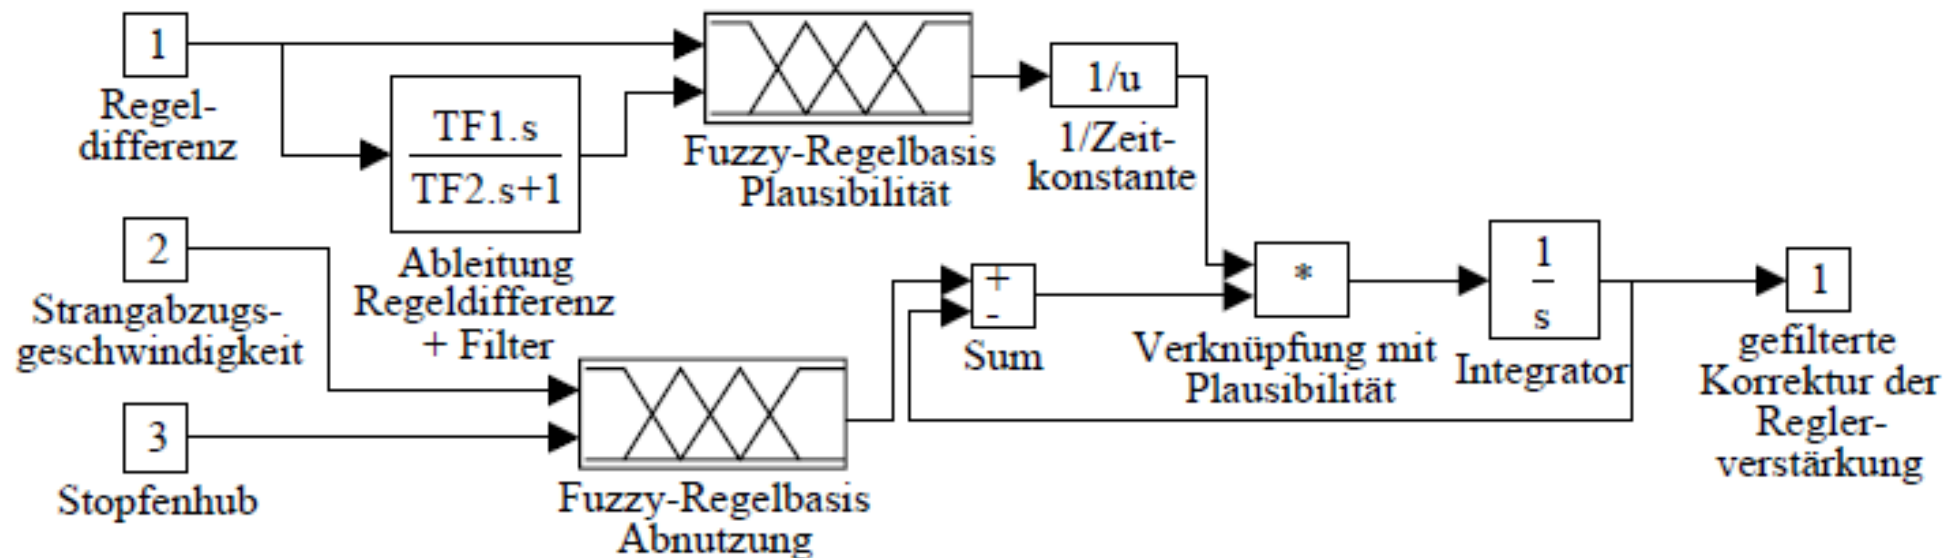 1
Regel-
differenz
TF1.s
TF2.s+1
Ableitung
Regeldifferenz
+ Filter
Fuzzy-Regelbasis
Plausibilität
1/u
1/Zeit-
konstante
2
Strangabzugs-
geschwindigkeit
3
Stopfenhub
Fuzzy-Regelbasis
Abnutzung
+
-
Sum
*
Verknüpfung mit
Plausibilität
1
s
Integrator
1
gefilterte
Korrektur der
Regler-
verstärkung